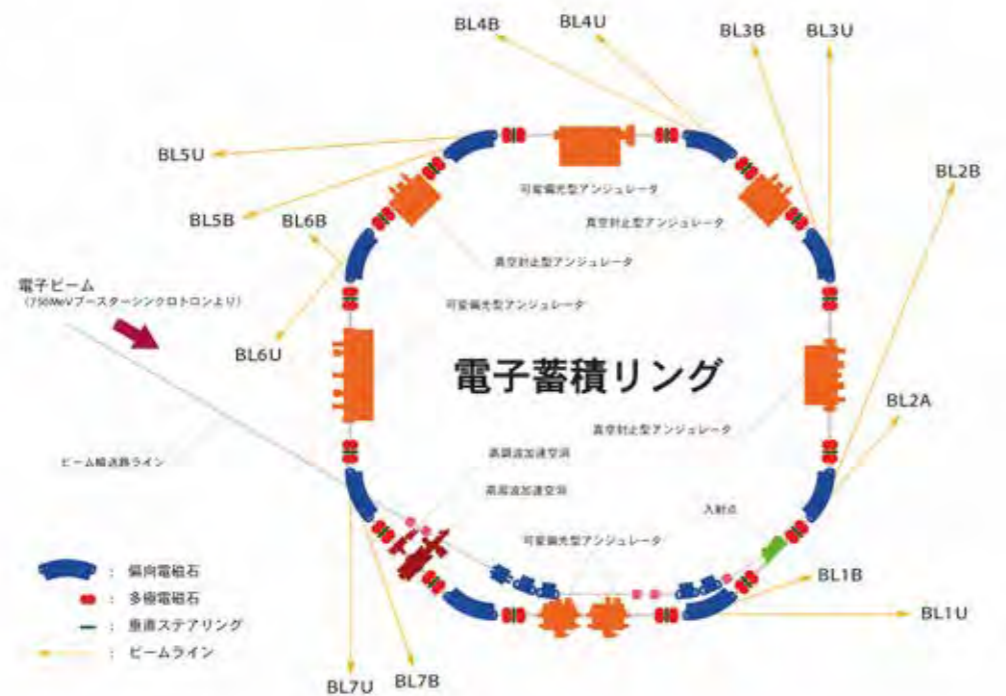 BL4B
BL4U
BL3B
BL3U
BL5U
BL2B
可変偏光型アンジュレータ
BL5B
BL6B
真空封止型アンジュレータ
真空封止型アンジュレータ
電子ビーム
（750MeVブースターシンクロトロンより）
可変偏光型アンジュレータ
BL6U
電子蓄積リング
BL2A
真空封止型アンジュレータ
高調波加速空洞
ビーム輸送路ライン
高周波加速空洞
入射点
可変偏光型アンジュレータ
：偏向電磁石
BL1B
：多極電磁石
BL1U
：垂直ステアリング
：ビームライン
BL7U
BL7B